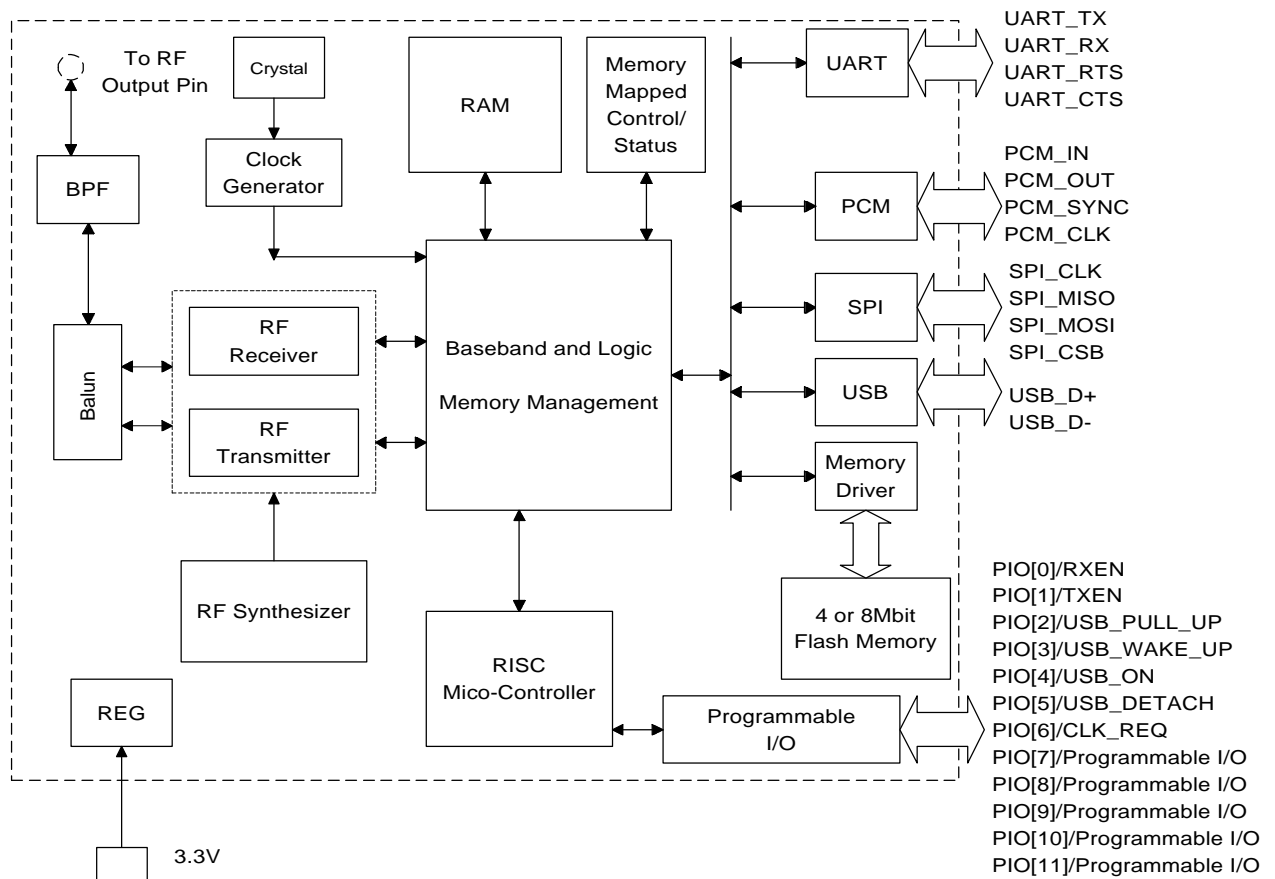 To RF
Output Pin
Crystal
RAM
Memory
Mapped
Control/
Status
UART
UART_TX
UART_RX
UART_RTS
UART_CTS
BPF
Clock
Generator
PCM
PCM_IN
PCM_OUT
PCM_SYNC
PCM_CLK
SPI
SPI_CLK
SPI_MISO
SPI_MOSI
SPI_CSB
Balun
RF
Receiver
RF
Transmitter
Baseband and Logic
Memory Management
USB
USB_D+
USB_D-
Memory
Driver
RF Synthesizer
4 or 8Mbit
Flash Memory
RISC
Mico-Controller
Programmable
I/O
PIO[0]/RXEN
PIO[1]/TXEN
PIO[2]/USB_PULL_UP
PIO[3]/USB_WAKE_UP
PIO[4]/USB_ON
PIO[5]/USB_DETACH
PIO[6]/CLK_REQ
PIO[7]/Programmable I/O
PIO[8]/Programmable I/O
PIO[9]/Programmable I/O
PIO[10]/Programmable I/O
PIO[11]/Programmable I/O
REG
3.3V